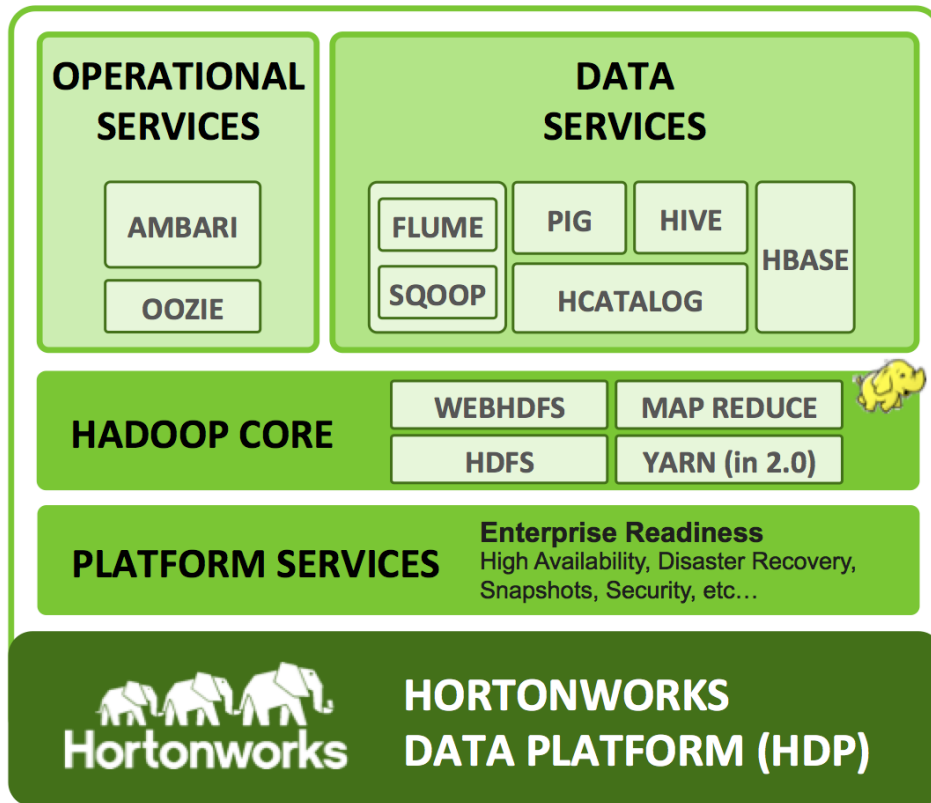 OPERATIONAL
SERVICES
AMBARI
OOZIE
DATA
SERVICES
FLUME
SQOOP
PIG
HIVE
HCATALOG
HBASE
HADOOP CORE
WEBHDFS
MAP REDUCE
HDFS
YARN (in 2.0)
PLATFORM SERVICES
Enterprise Readiness
High Availability, Disaster Recovery,
Snapshots, Security, etc…
Hortonworks
HORTONWORKS
DATA PLATFORM (HDP)